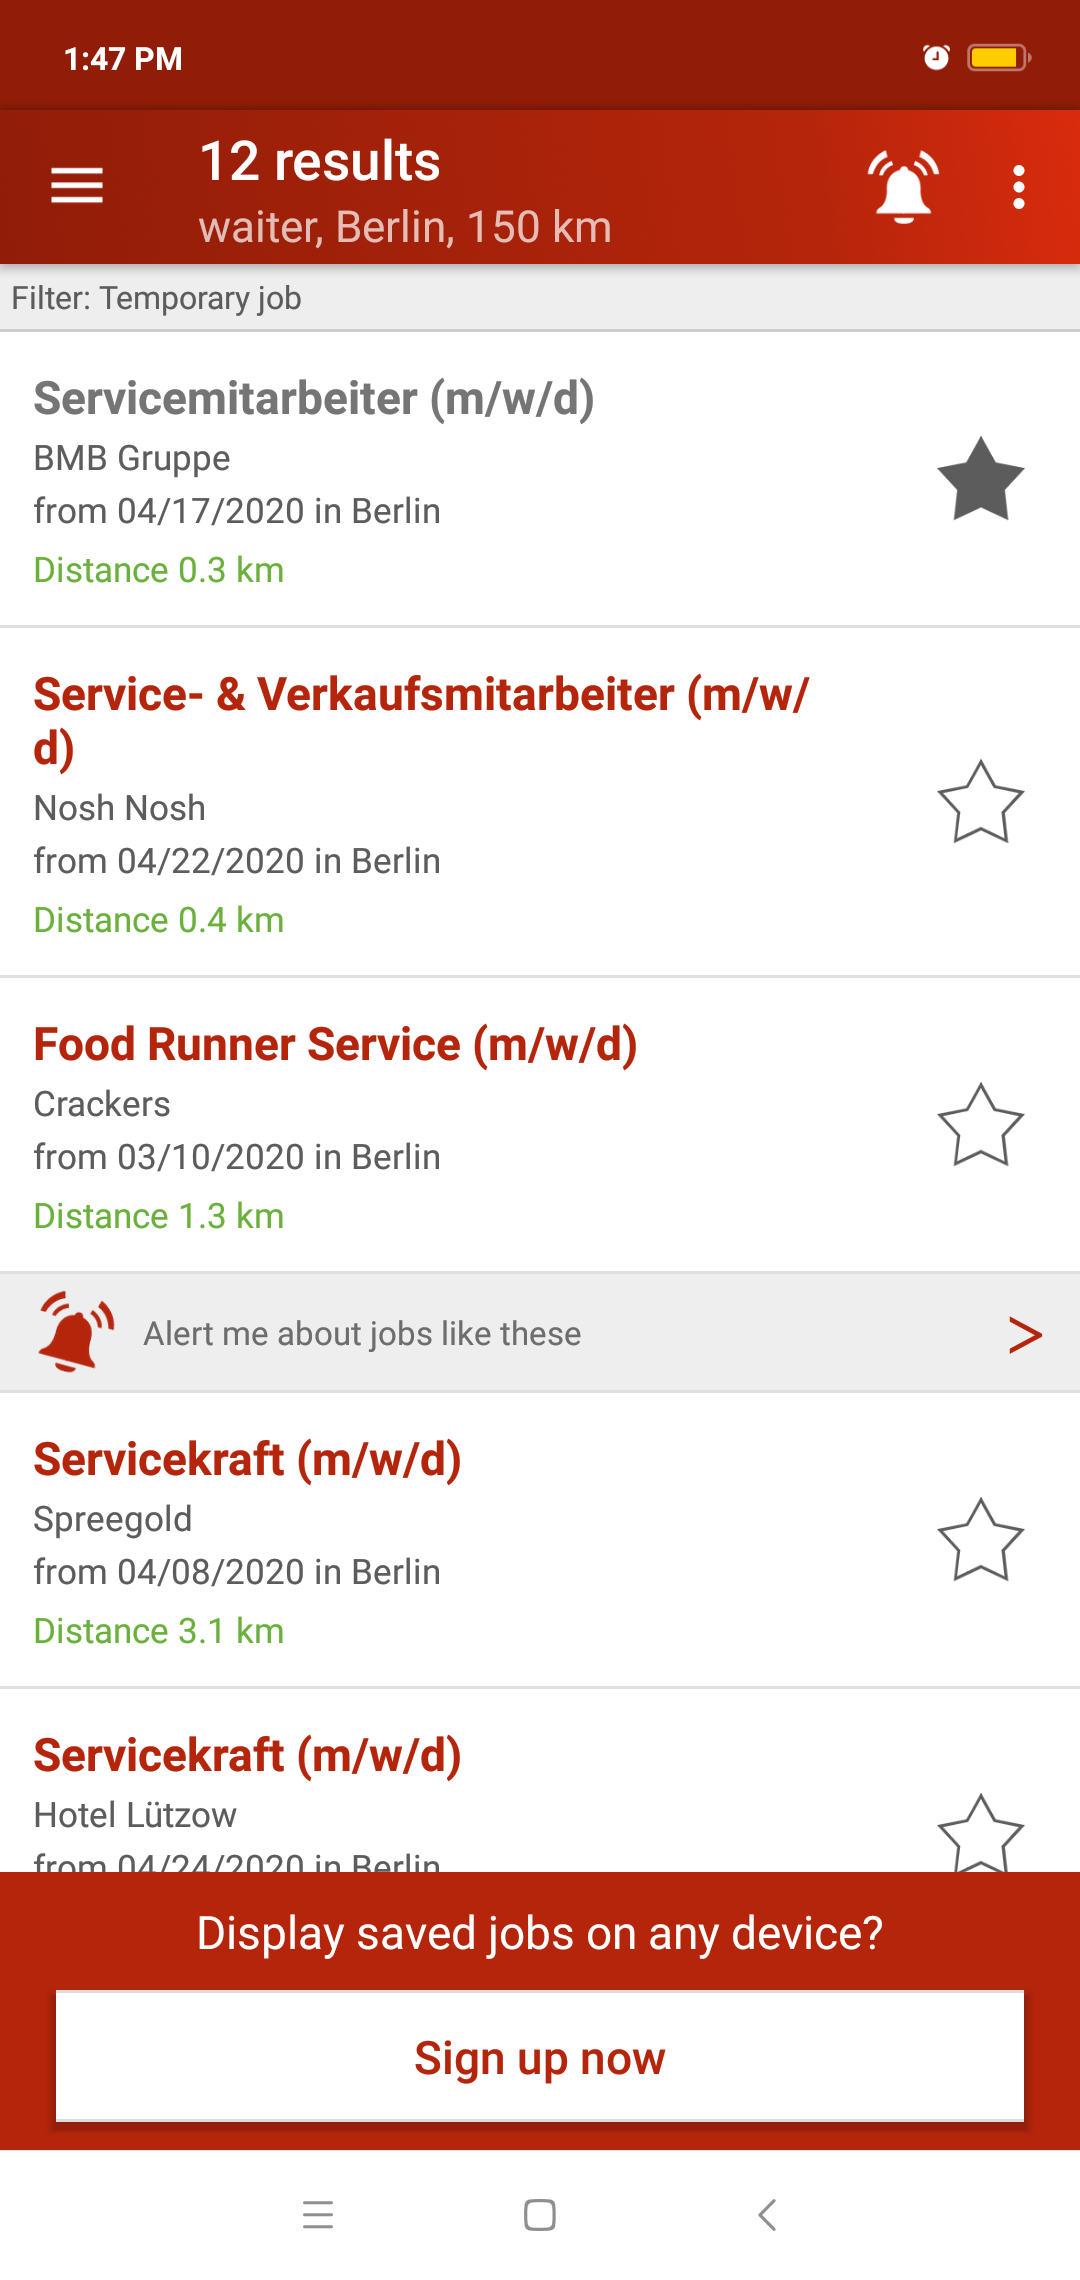 1:47 PM
12 results
waiter, Berlin, 150 km
Filter: Temporary job
Servicemitarbeiter (m/w/d)
BMB Gruppe
from 04/17/2020 in Berlin
Distance 0.3 km
Service- & Verkaufsmitarbeiter (m/w/
d)
Nosh Nosh
from 04/22/2020 in Berlin
Distance 0.4 km
Food Runner Service (m/w/d)
Crackers
from 03/10/2020 in Berlin
Distance 1.3 km
Alert me about jobs like these
Servicekraft (m/w/d)
Spreegold
from 04/08/2020 in Berlin
Distance 3.1 km
Servicekraft (m/w/d)
Hotel Lützow
from 04/24/2020 in Berlin
Display saved jobs on any device?
Sign up now